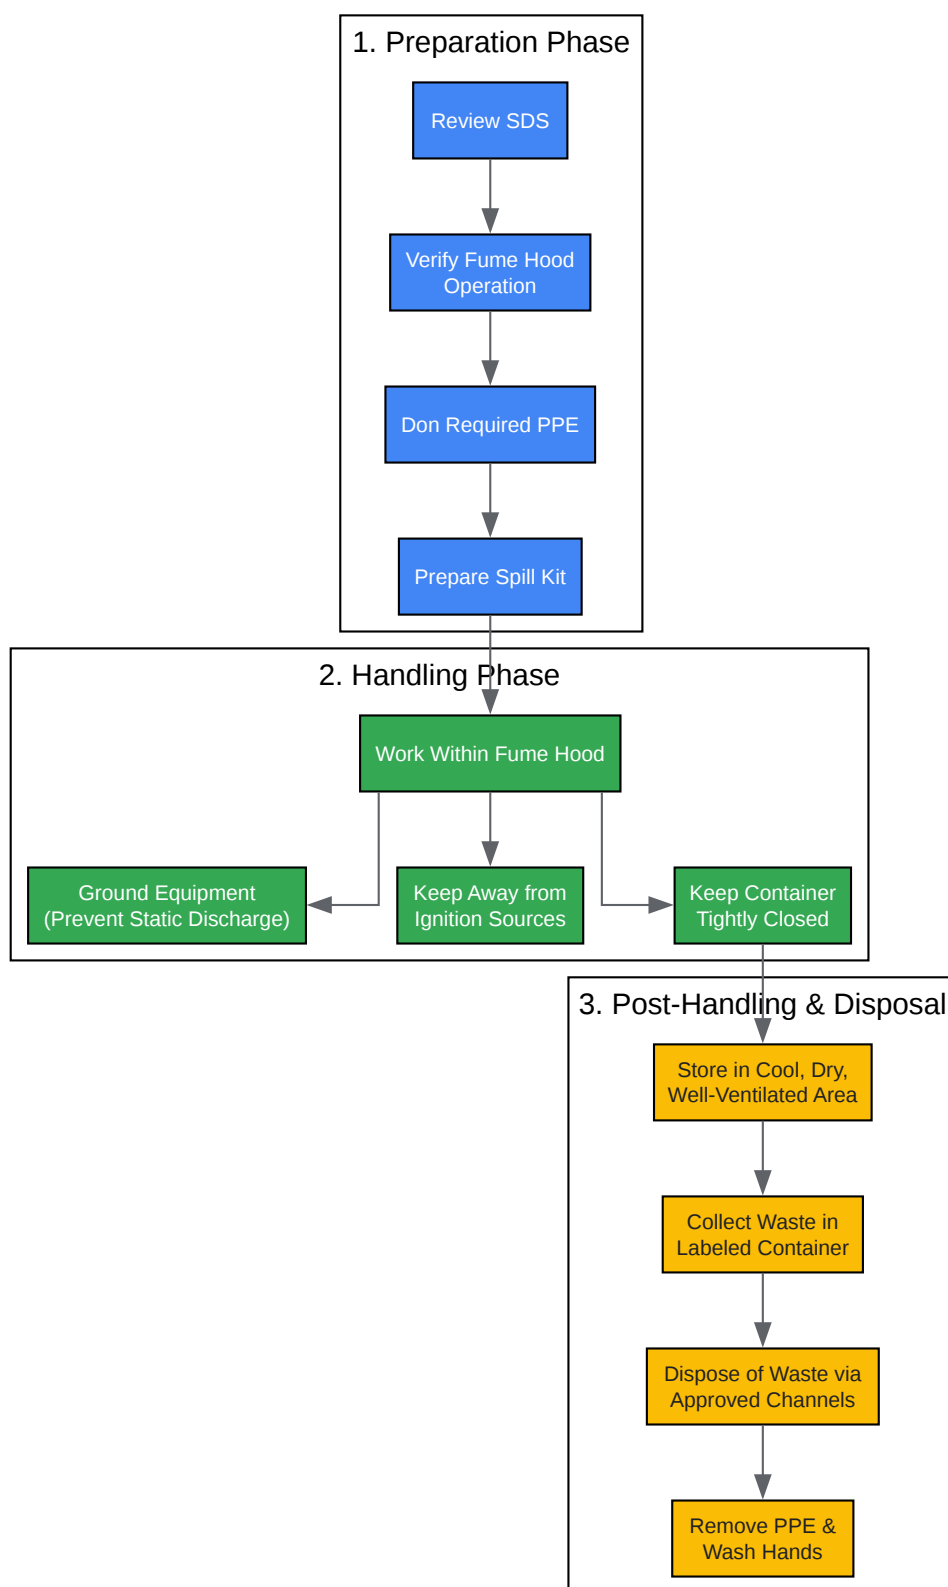 1. Preparation Phase
Review SDS
Verify Fume Hood
Operation
Don Required PPE
Prepare Spill Kit
2. Handling Phase
Work Within Fume Hood
Ground Equipment
(Prevent Static Discharge)
Keep Away from
Ignition Sources
Keep Container
Tightly Closed
3. Post-Handling & Disposal
Store in Cool, Dry,
Well-Ventilated Area
Collect Waste in
Labeled Container
Dispose of Waste via
Approved Channels
Remove PPE &
Wash Hands